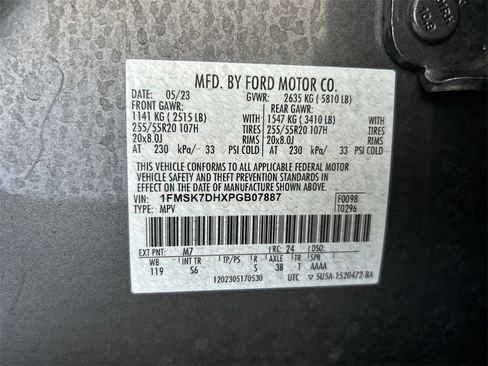 MFD. BY FORD MOTOR CO.
DATE: 05/23 GVWR: 2635 KG ( 5810 LB)
FRONT GAWR: REAR GAWR:
1141 KG ( 2515 LB) WITH 1547 KG ( 3410 LB) WITH
255/55R20 107H TIRES 255/55R20 107H TIRES
20x8.0J RIMS 20x8.0J RIMS
AT 230 kPa/ 33 PSI COLD AT 230 kPa/ 33 PSI COLD
THIS VEHICLE CONFORMS TO ALL APPLICABLE FEDERAL MOTOR
VEHICLE SAFETY AND THEFT PREVENTION STANDARDS IN
EFFECT ON THE DATE OF MANUFACTURE SHOWN ABOVE.
VIN: 1FMSK7DHXPGB07887 F0098
TYPE: MPV T0296
EXT PNT: M7 RC: 24 DSO:
WB INT TR TP/PS R AXLE TR SPR
119 S6 S 3B T AAAA
1202305170530 UTC 5U5A-1520472-BA